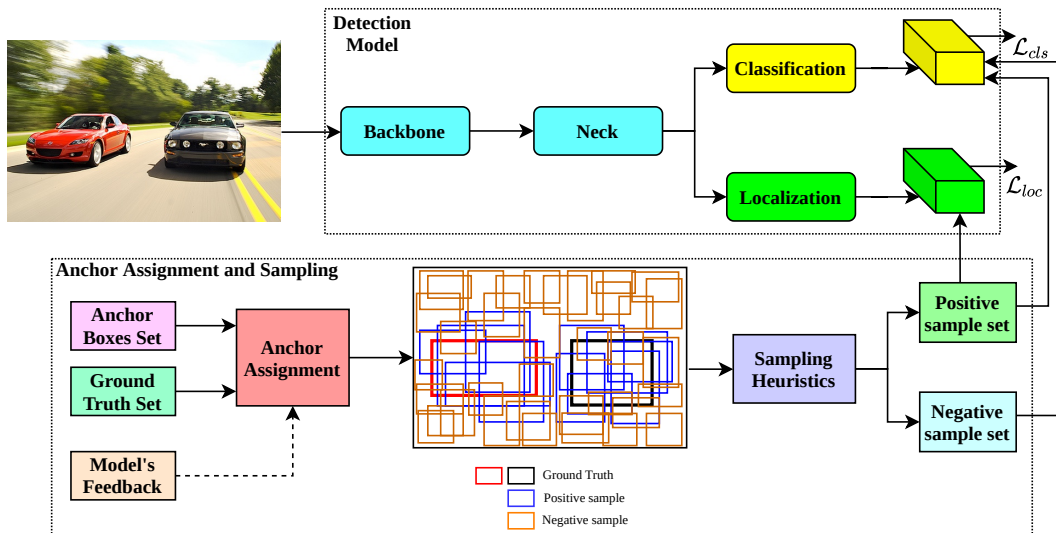 Detection
Model
Backbone
Neck
Classification
Localization
ℒcls
ℒloc
Anchor Assignment and Sampling
Anchor
Boxes Set
Ground
Truth Set
Model's
Feedback
Anchor
Assignment
Sampling
Heuristics
Positive
sample set
Negative
sample set
Ground Truth
Positive sample
Negative sample